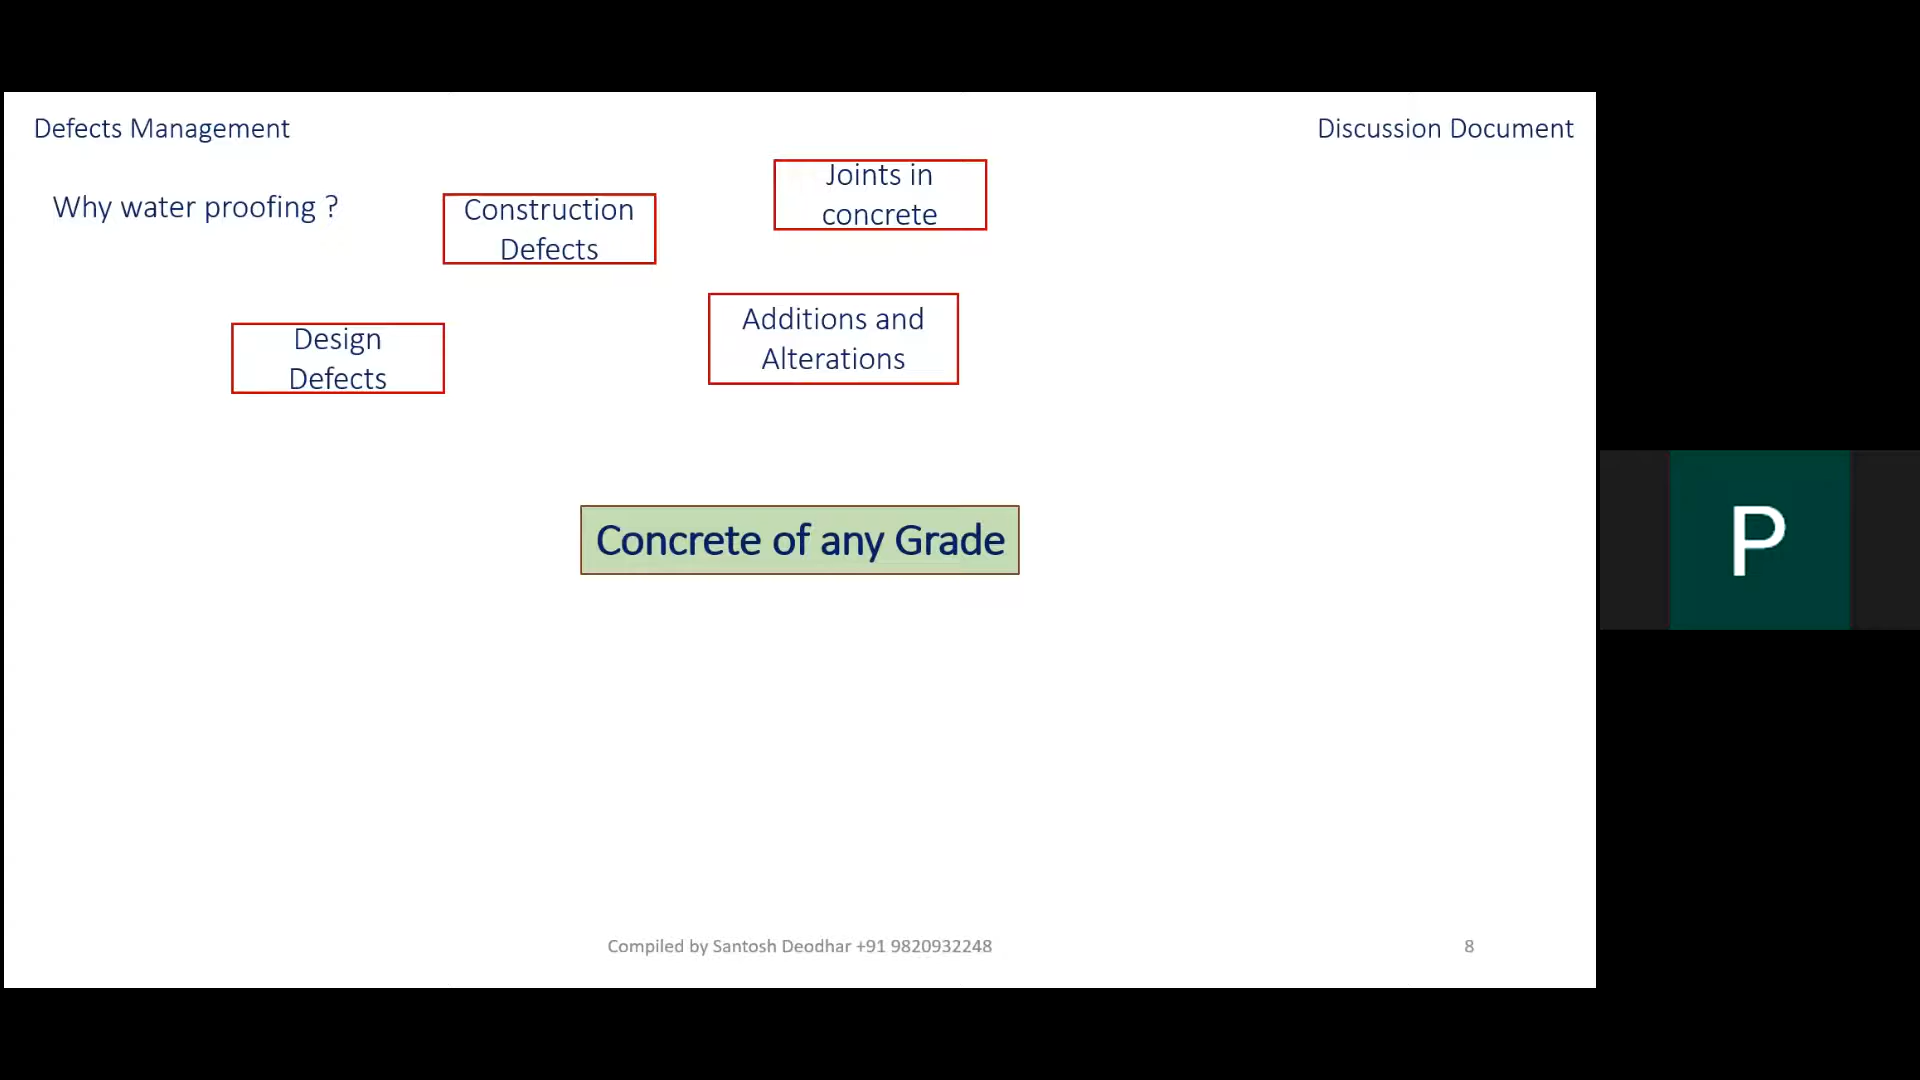 Defects Management
Discussion Document
Why water proofing ?
Construction
Defects
Joints in
concrete
Design
Defects
Additions and
Alterations
Concrete of any Grade
P
Compiled by Santosh Deodhar +91 9820932248
8